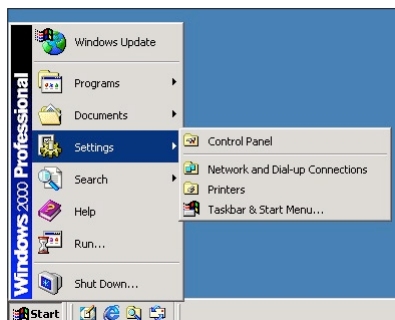 Windows 2000 Professional
Windows Update
Programs
Documents
Settings
Search
Help
Run...
Shut Down...
Control Panel
Network and Dial-up Connections
Printers
Taskbar & Start Menu...
Start